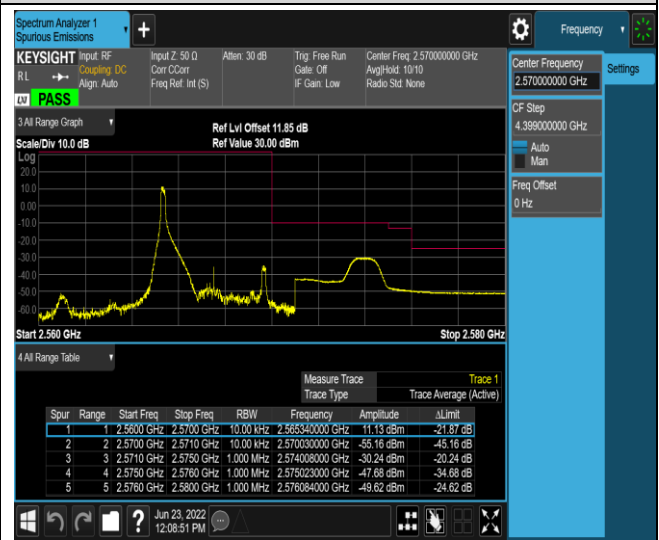 Spectrum Analyzer 1
Spurious Emissions
Frequency
KEYSIGHT Input: RF Input Z: 50 Ω Atten: 30 dB Trig: Free Run Center Freq: 2.570000000 GHz
R L Coupling: DC Corr CCorr Gate: Off Avg|Hold: 10/10
Align: Auto Freq Ref: Int (S) IF Gain: Low Radio Std: None
LXI PASS
Center Frequency
2.570000000 GHz
Settings
CF Step
4.399000000 GHz
Auto
Man
Freq Offset
0 Hz
3 All Range Graph
Ref Lvl Offset 11.85 dB
Scale/Div 10.0 dB Ref Value 30.00 dBm
Log
20.0
10.0
0.00
-10.0
-20.0
-30.0
-40.0
-50.0
-60.0
Start 2.560 GHz Stop 2.580 GHz
4 All Range Table
Measure Trace Trace 1
Trace Type Trace Average (Active)
Spur Range Start Freq Stop Freq RBW Frequency Amplitude ΔLimit
1 1 2.5600 GHz 2.5700 GHz 10.00 kHz 2.565340000 GHz 11.13 dBm -21.87 dB
2 2 2.5700 GHz 2.5710 GHz 10.00 kHz 2.570030000 GHz -55.16 dBm -45.16 dB
3 3 2.5710 GHz 2.5750 GHz 1.000 MHz 2.574008000 GHz -30.24 dBm -20.24 dB
4 4 2.5750 GHz 2.5760 GHz 1.000 MHz 2.575023000 GHz -47.68 dBm -34.68 dB
5 5 2.5760 GHz 2.5800 GHz 1.000 MHz 2.576084000 GHz -49.62 dBm -24.62 dB
Jun 23, 2022
12:08:51 PM